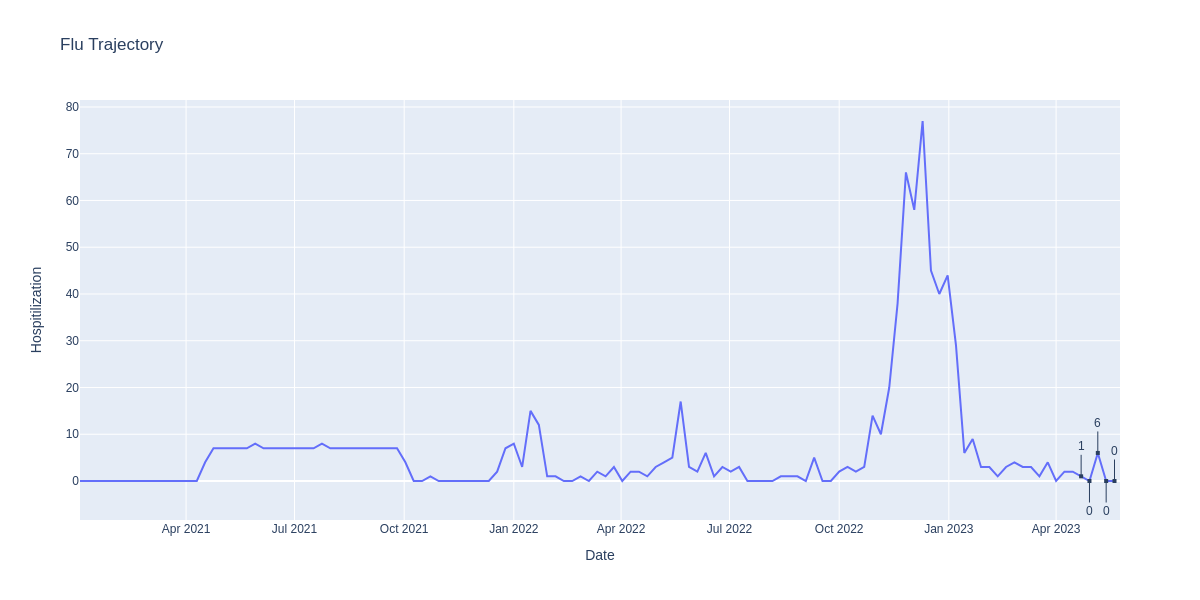 Flu Trajectory
Hospitilization
80
70
60
50
40
30
20
10
0
1
0
6
0
0
Apr 2021
Jul 2021
Oct 2021
Jan 2022
Apr 2022
Jul 2022
Oct 2022
Jan 2023
Apr 2023
Date